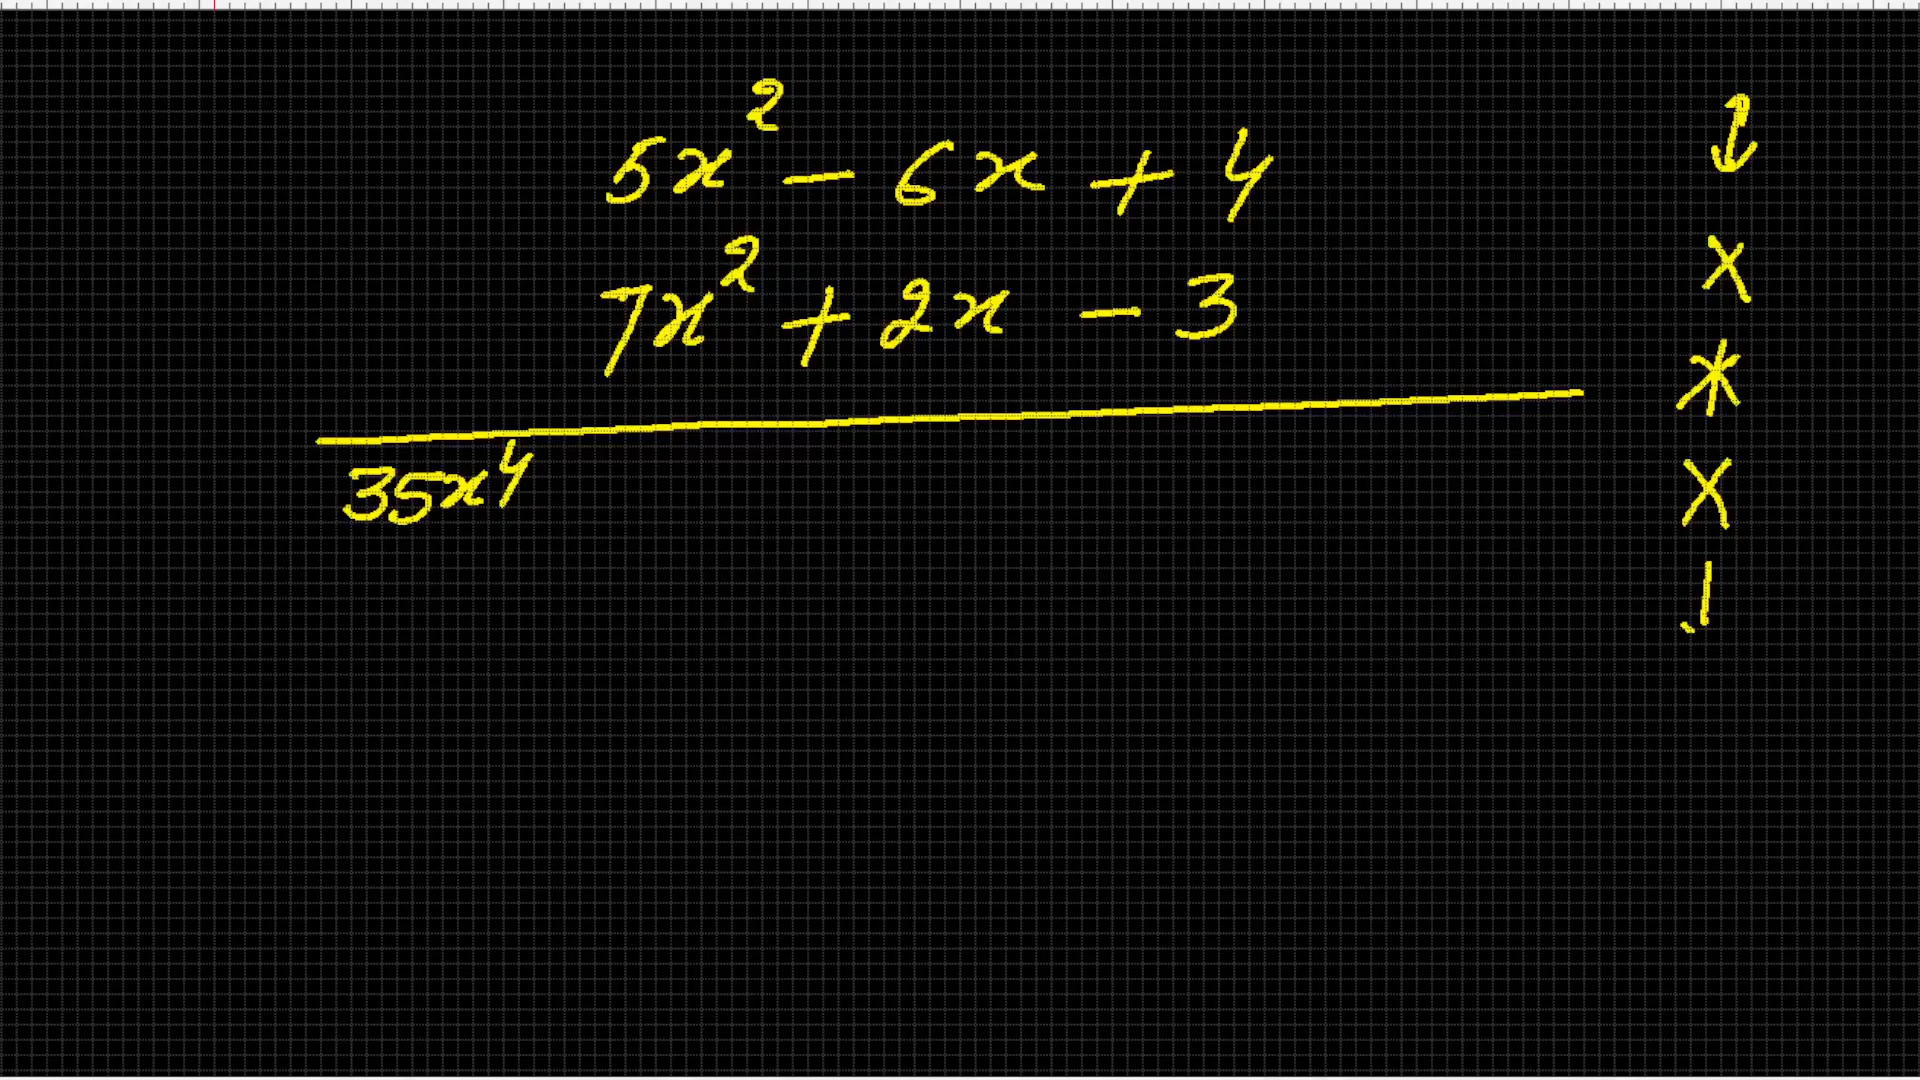 5x² - 6x + 4
7x² + 2x - 3
35x⁴
↓
x
*
x
.|